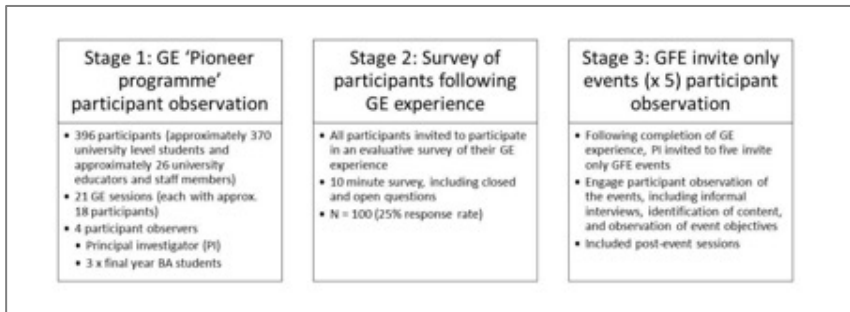 Stage 1: GE 'Pioneer
programme'
participant observation
• 396 participants (approximately 370
university level students and
approximately 26 university
educators and staff members)
• 21 GE sessions (each with approx.
18 participants)
• 4 participant observers
• Principal investigator (PI)
• 3 x final year BA students
Stage 2: Survey of
participants following
GE experience
• All participants invited to participate
in an evaluative survey of their GE
experience
• 10 minute survey, including closed
and open questions
• N = 100 (25% response rate)
Stage 3: GFE invite only
events (x 5) participant
observation
• Following completion of GE
experience, PI invited to five invite
only GFE events
• Engage participant observation of
the events, including informal
interviews, identification of content,
and observation of event objectives
• Included post-event sessions